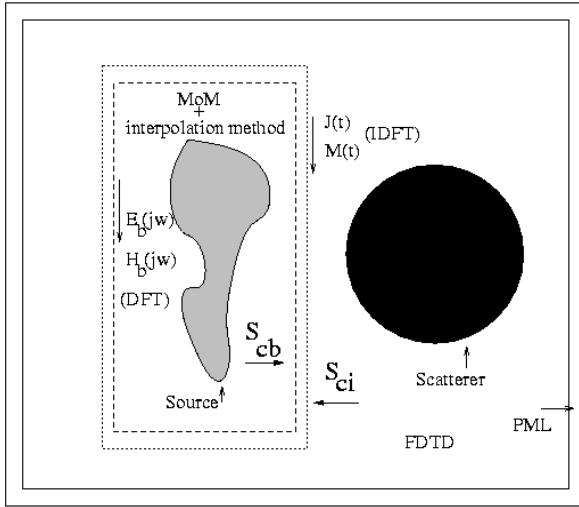 MoM
+
interpolation method
J(t)
M(t)
(IDFT)
E_b(jw)
H_b(jw)
(DFT)
S_cb
Source
S_ci
Scatterer
PML
FDTD